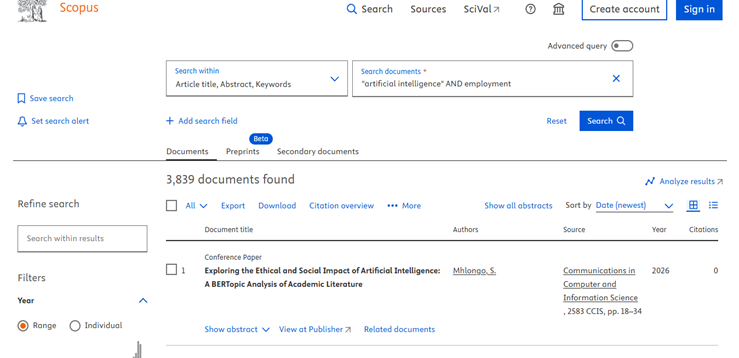 Scopus
Search Sources SciVal Create account Sign in
Advanced query
Search within
Article title, Abstract, Keywords
Search documents *
"artificial intelligence" AND employment
Save search
Set search alert
Add search field
Reset Search
Beta
Documents Preprints Secondary documents
3,839 documents found
Analyze results
Refine search
All Export Download Citation overview More Show all abstracts Sort by Date (newest)
Search within results
Document title Authors Source Year Citations
Filters
Year
Range Individual
Conference Paper
1 Exploring the Ethical and Social Impact of Artificial Intelligence: Mhlongo, S. Communications in 2026 0
A BERTopic Analysis of Academic Literature Computer and
Information Science
, 2583 CCIS, pp. 18–34
Show abstract View at Publisher Related documents